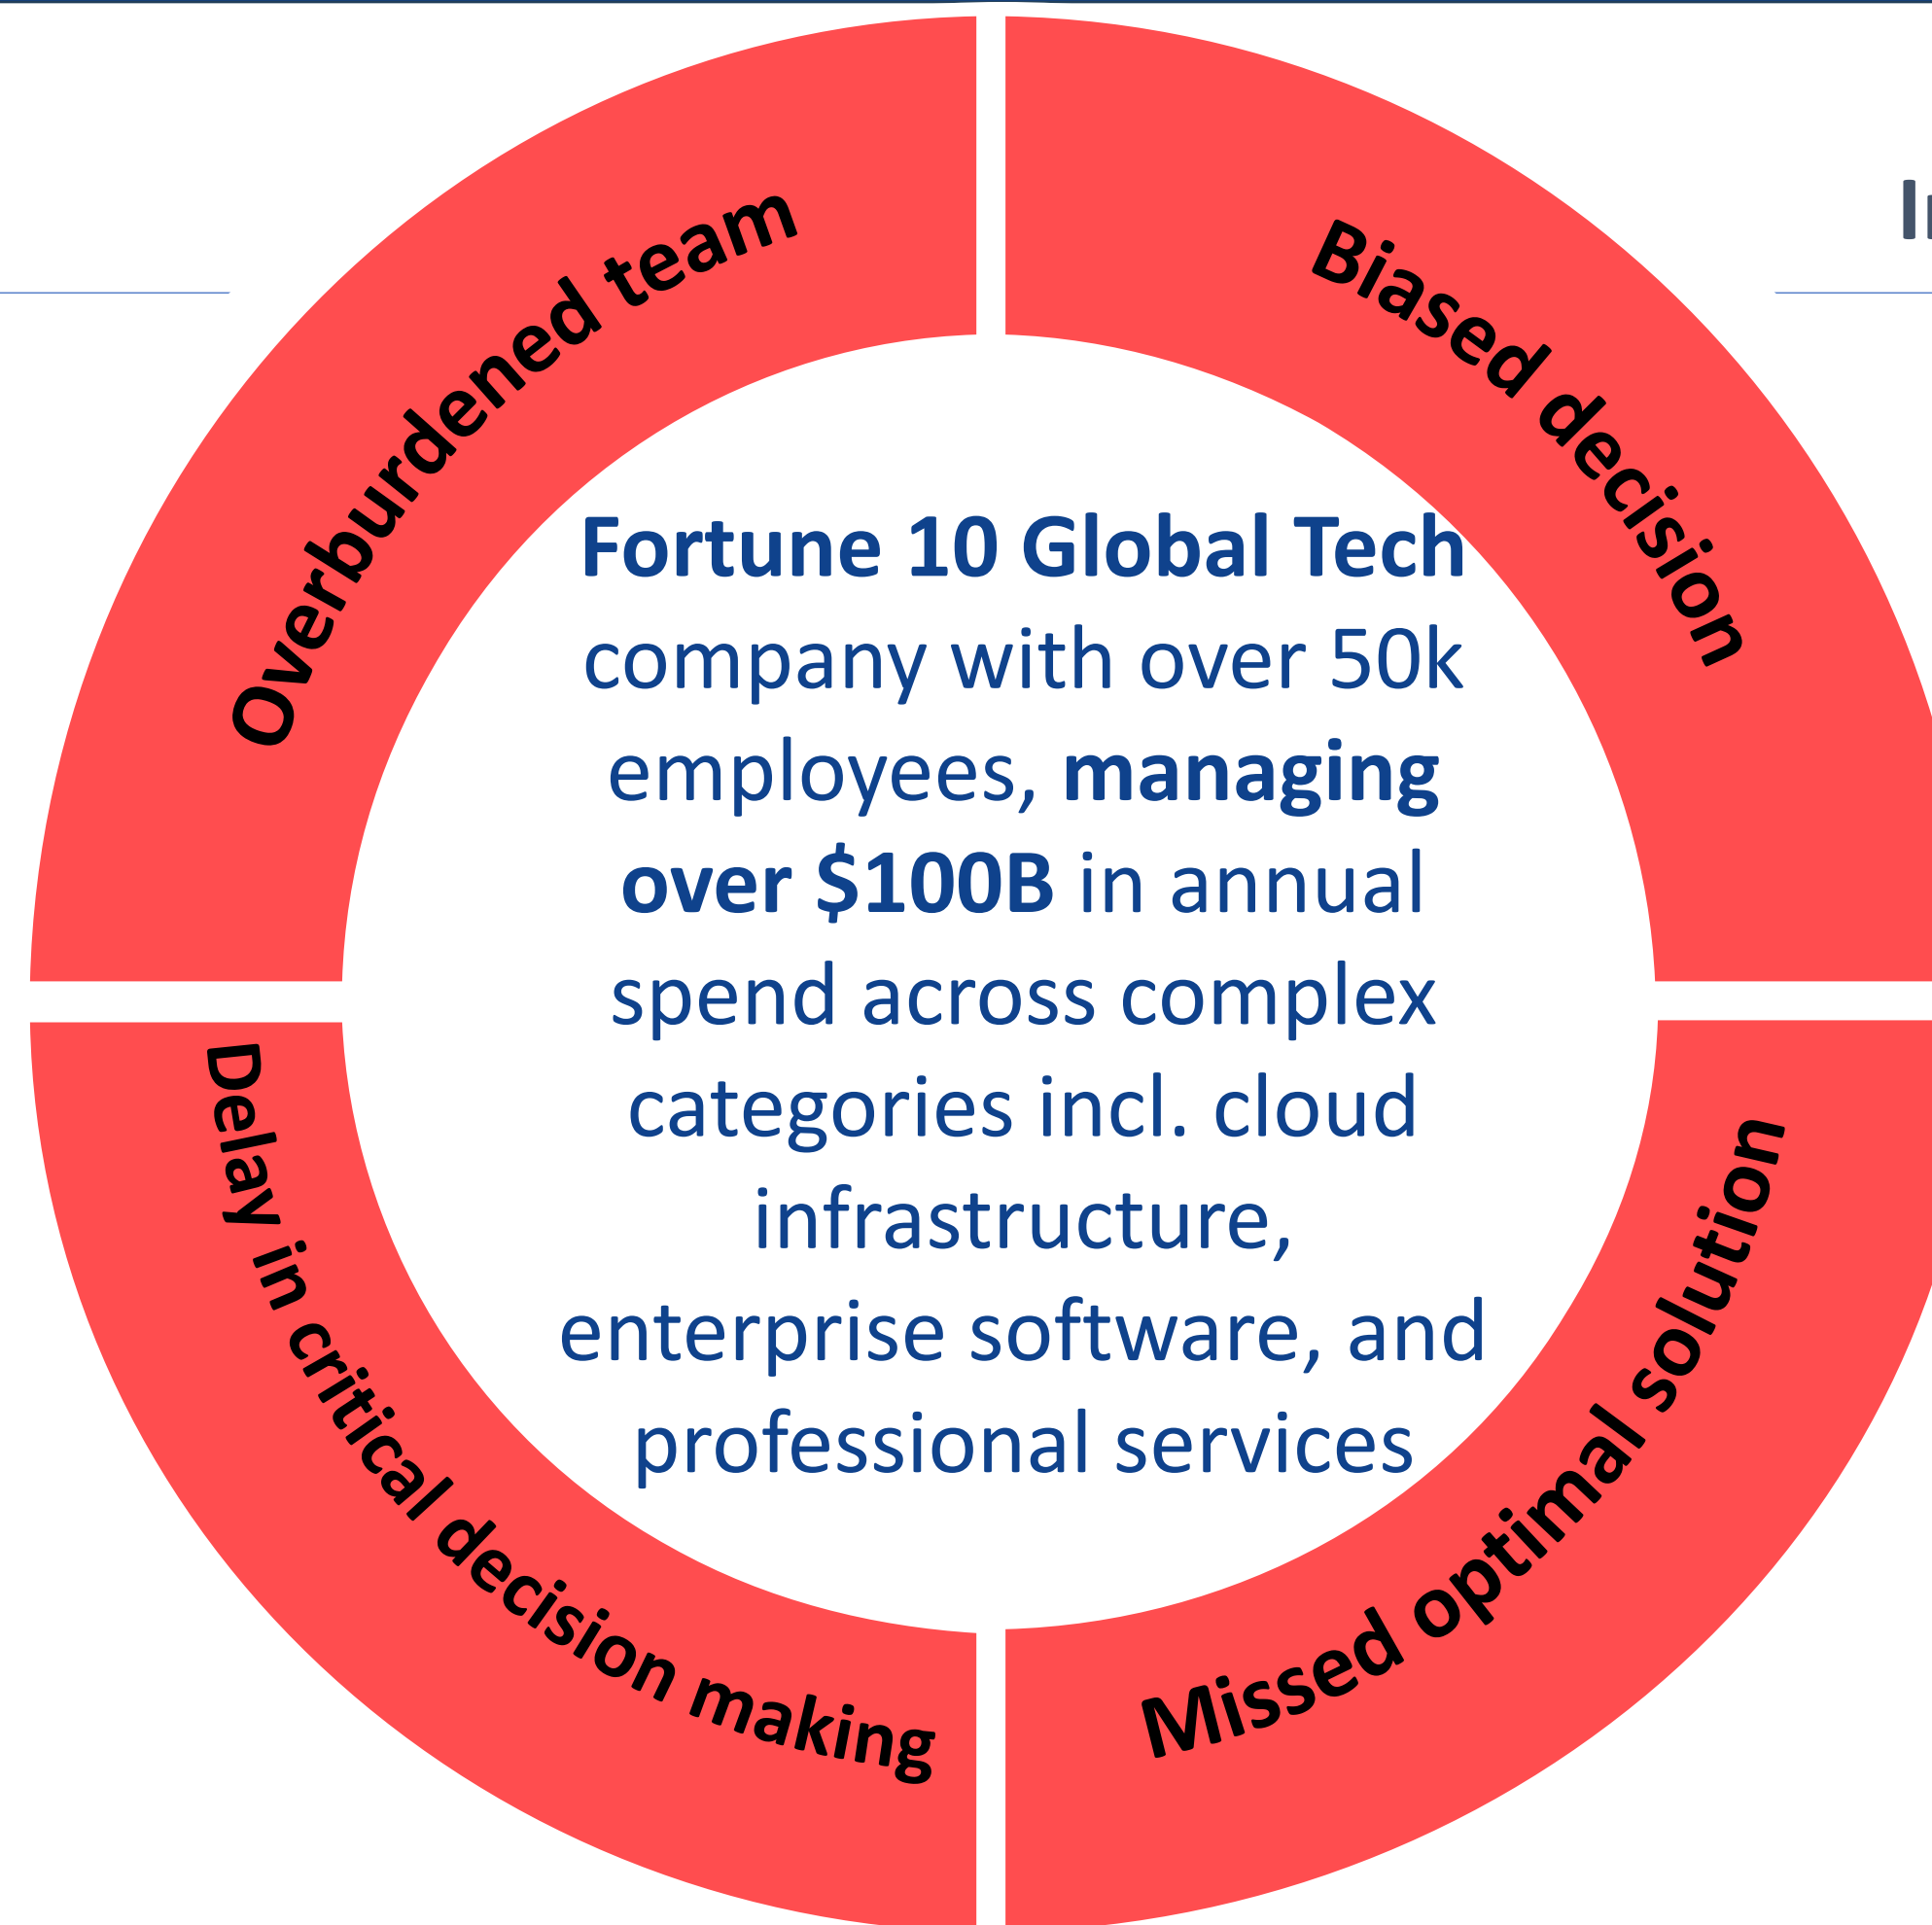 Overburdened team
Biased decision
Fortune 10 Global Tech
company with over 50k
employees, managing
over $100B in annual
spend across complex
categories incl. cloud
infrastructure,
enterprise software, and
professional services
Delay in critical decision making
Missed optimal solution